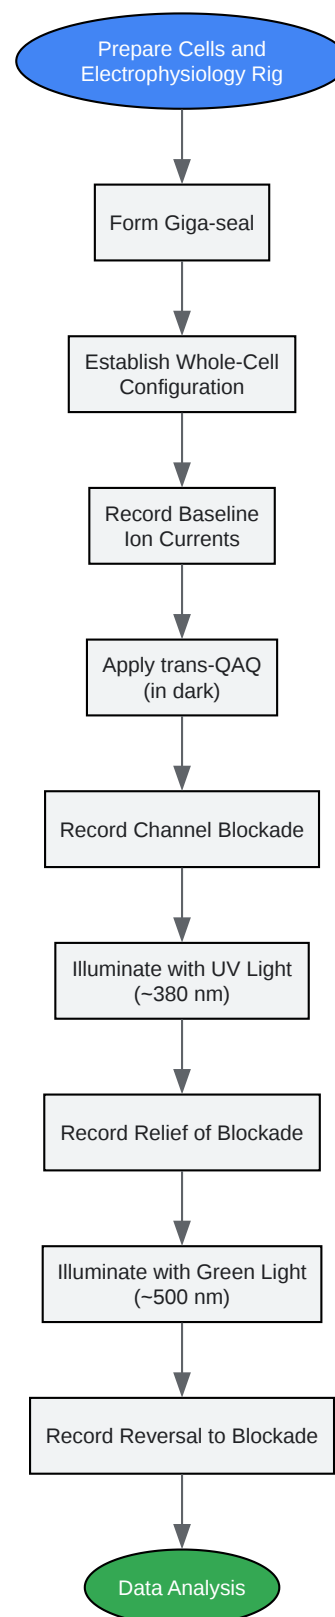 Prepare Cells and
Electrophysiology Rig
Form Giga-seal
Establish Whole-Cell
Configuration
Record Baseline
Ion Currents
Apply trans-QAQ
(in dark)
Record Channel Blockade
Illuminate with UV Light
(~380 nm)
Record Relief of Blockade
Illuminate with Green Light
(~500 nm)
Record Reversal to Blockade
Data Analysis